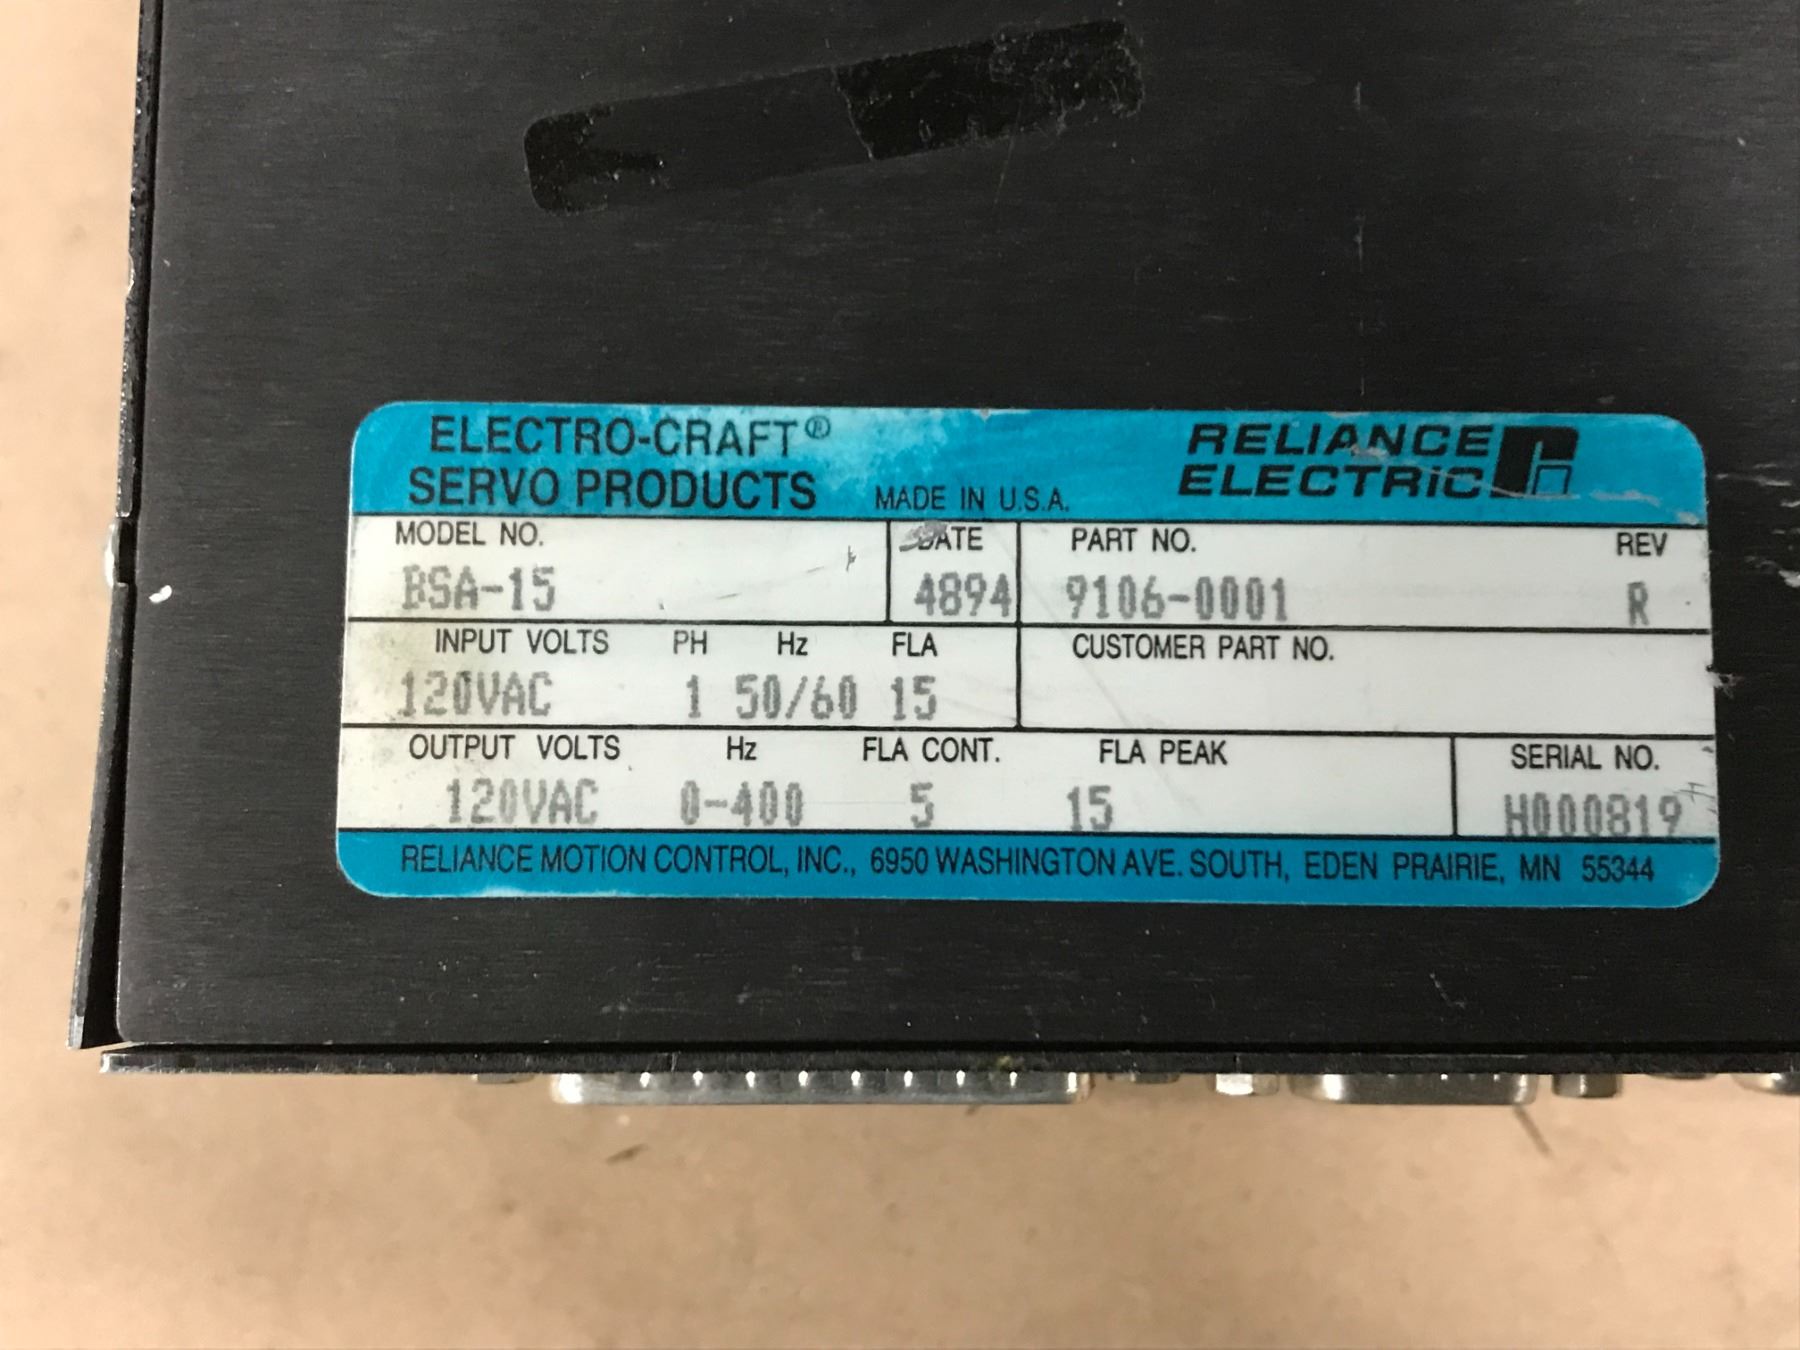 ELECTRO-CRAFT®
SERVO PRODUCTS MADE IN U.S.A.
RELIANCE
ELECTRIC
MODEL NO. DATE PART NO. REV
BSA-15 4894 9106-0001 R
INPUT VOLTS PH Hz FLA CUSTOMER PART NO.
120VAC 1 50/60 15
OUTPUT VOLTS Hz FLA CONT. FLA PEAK SERIAL NO.
120VAC 0-400 5 15 H000819
RELIANCE MOTION CONTROL, INC., 6950 WASHINGTON AVE. SOUTH, EDEN PRAIRIE, MN 55344